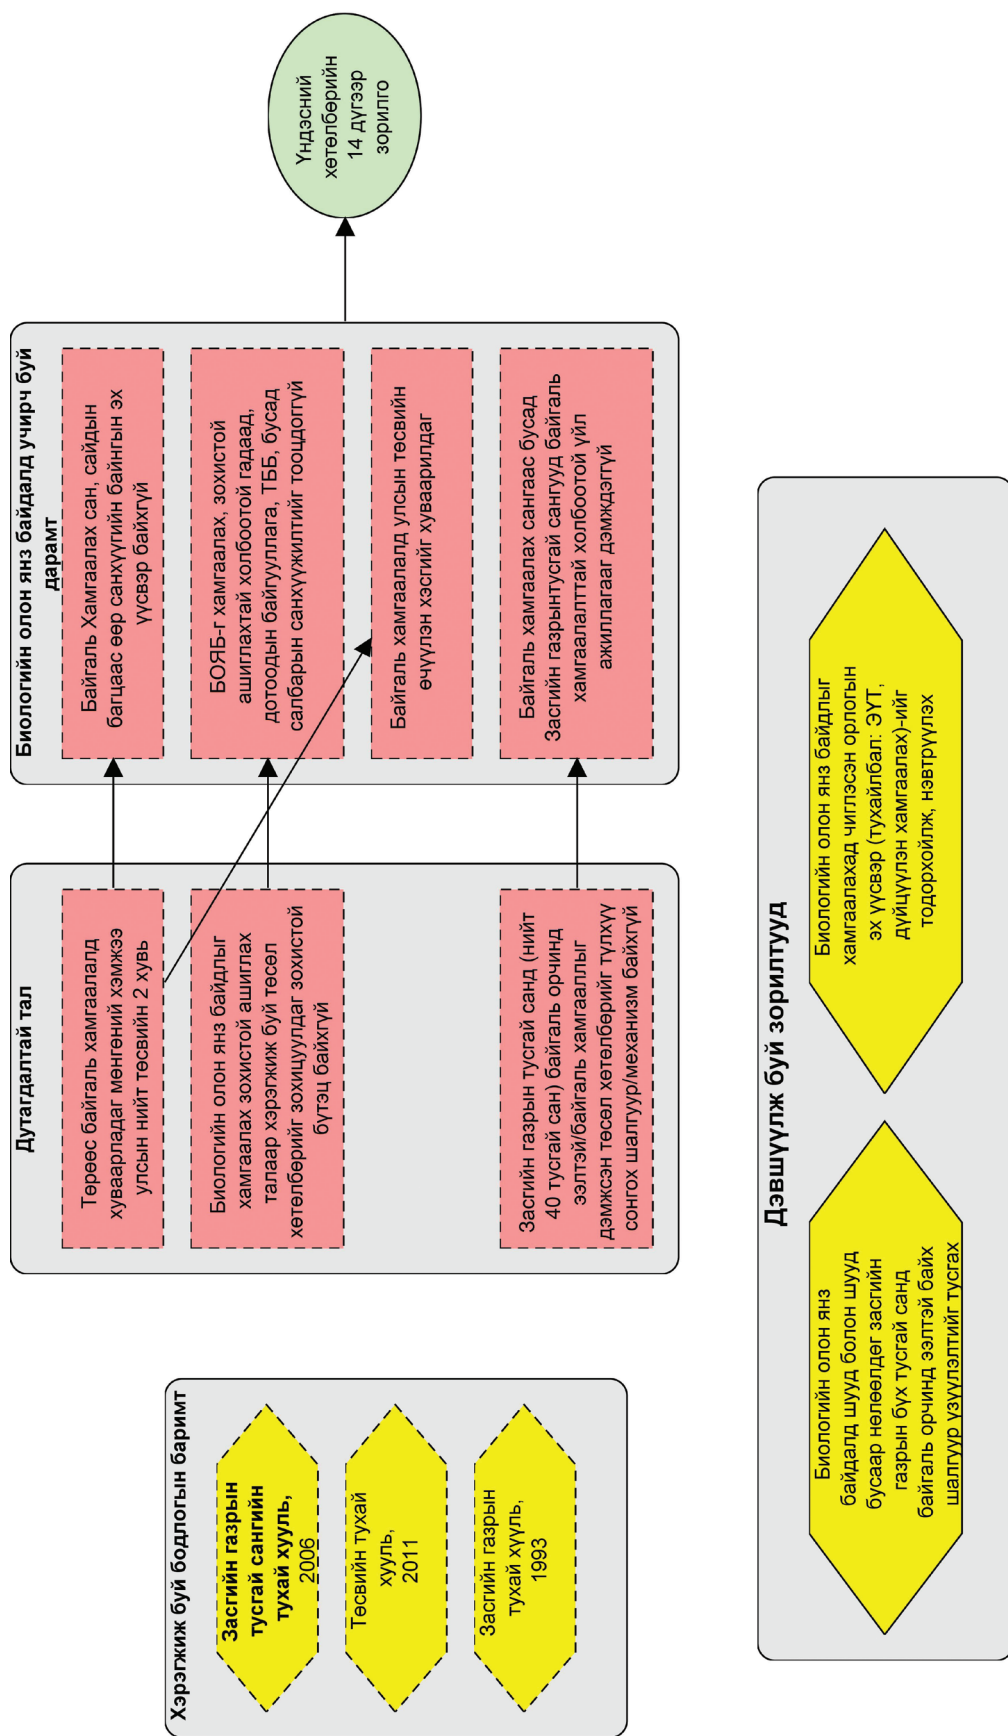 Хэрэгжиж буй бодлогын баримт
Засгийн газрын
тусгай сангийн
тухай хууль,
2006
Төсвийн тухай
хууль,
2011
Засгийн газрын
тухай хүүль,
1993
Дутагдалтай тал
Төрөөс байгаль хамгаалалд
хуваарладаг мөнгөний хэмжээ
улсын нийт төсвийн 2 хувь
Биологийн олон янз байдлыг
хамгаалах зохистой ашиглах
талаар хэрэгжиж буй төсөл
хөтөлбөрийг зохицуулдаг зохистой
бүтэц байхгүй
Засгийн газрын тусгай санд (нийт
40 тусгай сан) байгаль орчинд
ээлтэй/байгаль хамгааллыг
дэмжсэн төсөл хөтөлбөрийг түлхүү
сонгох шалгуур/механизм байхгүй
Биологийн олон янз байдалд учирч буй
дарамт
Байгаль Хамгаалах сан, сайдын
багцаас өөр санхүүгийн байнгын эх
үүсвэр байхгүй
БОЯБ-г хамгаалах, зохистой
ашиглахтай холбоотой гадаад,
дотоодын байгууллага, ТББ, бусад
салбарын санхүүжилтийг тооцдоггүй
Байгаль хамгаалалд улсын төсвийн
өчүүлэн хэсгийг хуваарилдаг
Байгаль хамгаалах сангаас бусад
Засгийн газрынтусгай сангууд байгаль
хамгаалалттай холбоотой үйл
ажиллагааг дэмждэггүй
Үндэсний
хөтөлбөрийн
14 дүгээр
зорилго
Дэвшүүлж буй зорилтууд
Биологийн олон янз
байдалд шууд болон шууд
бусаар нөлөөлдөг засгийн
газрын бүх тусгай санд
байгаль орчинд ээлтэй байх
шалгуур үзүүлэлтийг тусгах
Биологийн олон янз байдлыг
хамгаалахад чиглэсэн орлогын
эх үүсвэр (тухайлбал: ЭҮТ,
дүйцүүлэн хамгаалах)-ийг
тодорхойлж, нэвтрүүлэх